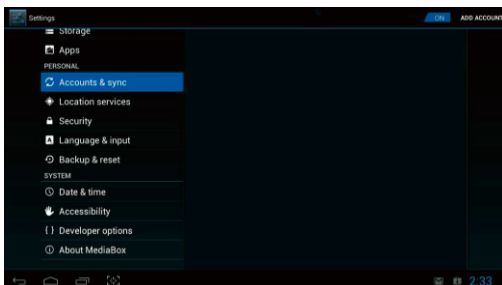 Settings
ON
ADD ACCOUNT
Storage
Apps
PERSONAL
Accounts & sync
Location services
Security
Language & input
Backup & reset
SYSTEM
Date & time
Accessibility
Developer options
About MediaBox
2:33